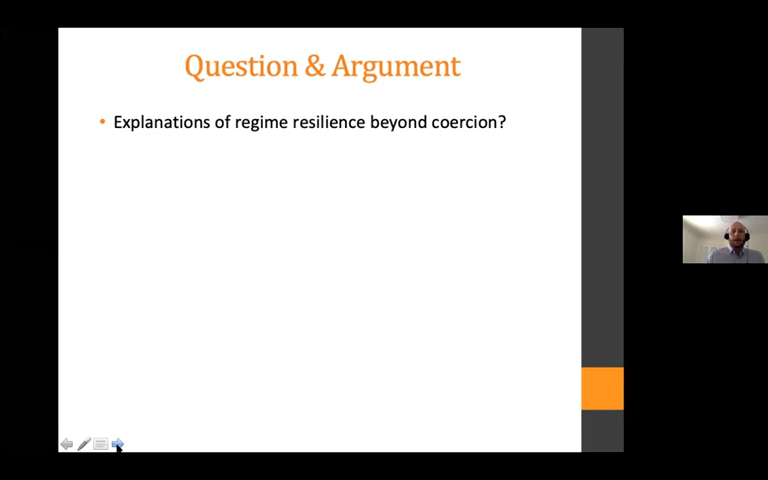 Question & Argument
• Explanations of regime resilience beyond coercion?